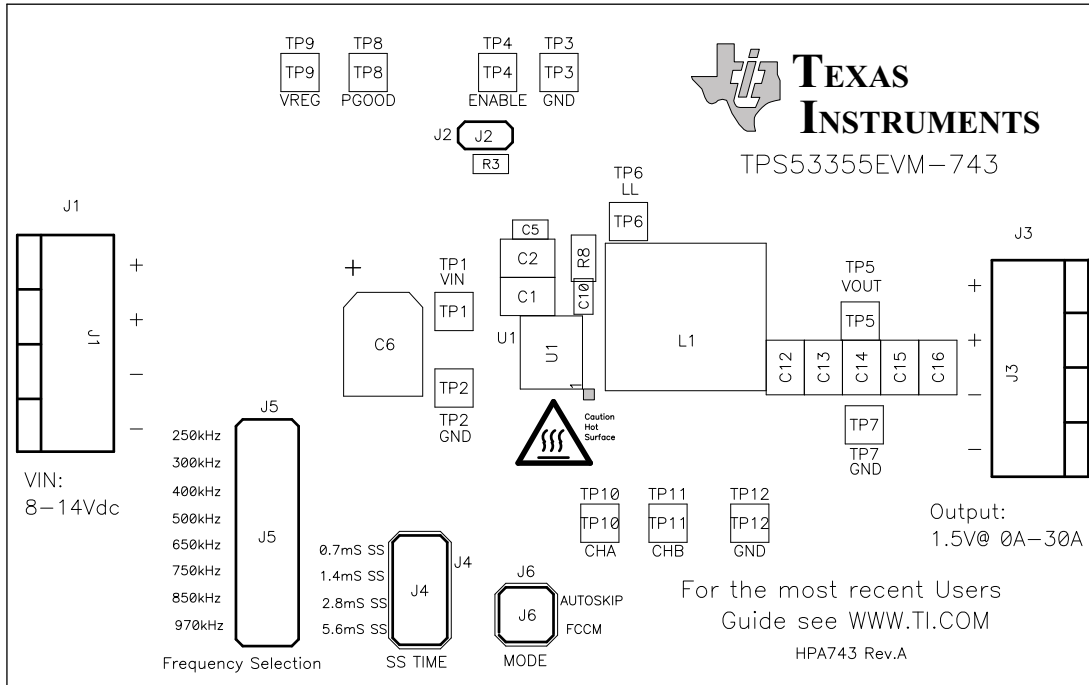 TP9
TP8
TP4
TP3
TP9
TP8
TP4
TP3
VREG
PGOOD
ENABLE
GND
TEXAS
INSTRUMENTS
TPS53355EVM-743
J2
J2
R3
TP6
LL
TP6
J1
J1
+
+
−
−
VIN:
8-14Vdc
+
C6
TP1
VIN
TP1
TP2
TP2
GND
C5
C2
C1
R8
C10
U1
U1
1
Caution
Hot
Surface
L1
TP5
VOUT
TP5
C12
C13
C14
C15
C16
TP7
TP7
GND
J3
J3
+
+
−
−
Output:
1.5V@ 0A-30A
J5
J5
250kHz
300kHz
400kHz
500kHz
650kHz
750kHz
850kHz
970kHz
Frequency Selection
0.7mS SS
1.4mS SS
2.8mS SS
5.6mS SS
J4
J4
SS TIME
J6
J6
AUTOSKIP
FCCM
MODE
TP10
TP11
TP12
TP10
TP11
TP12
CHA
CHB
GND
For the most recent Users
Guide see WWW.TI.COM
HPA743 Rev.A